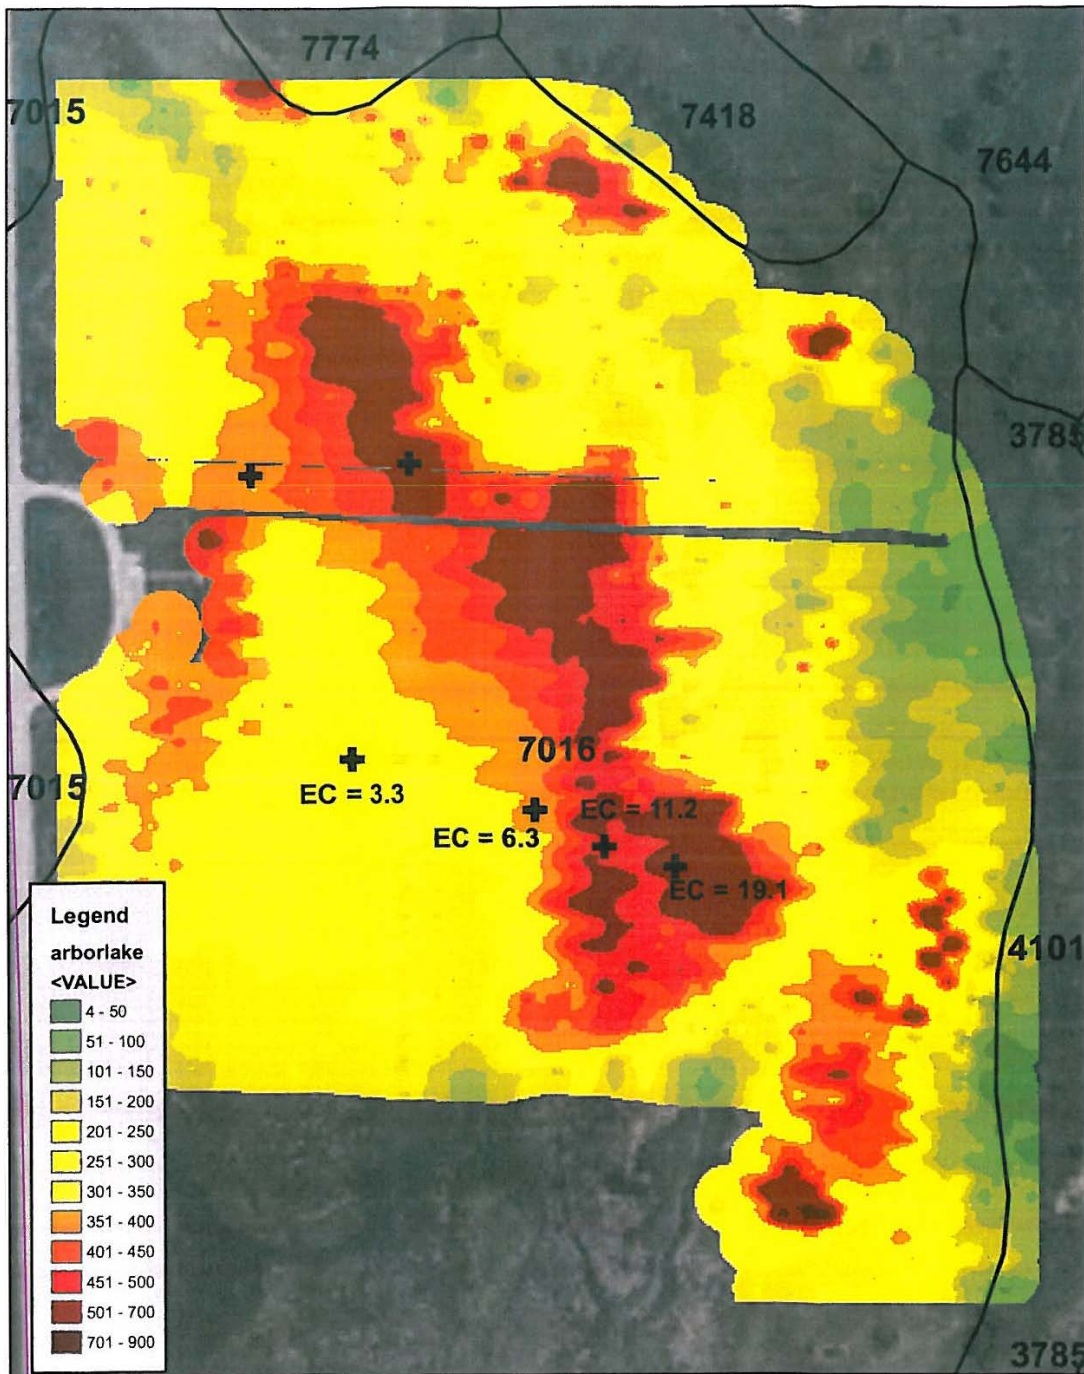 7774
7015
7418
7644
3785
7016
7015
EC = 3.3
EC = 11.2
EC = 6.3
EC = 19.1
4101
3785
Legend
arborlake
<VALUE>
4 - 50
51 - 100
101 - 150
151 - 200
201 - 250
251 - 300
301 - 350
351 - 400
401 - 450
451 - 500
501 - 700
701 - 900